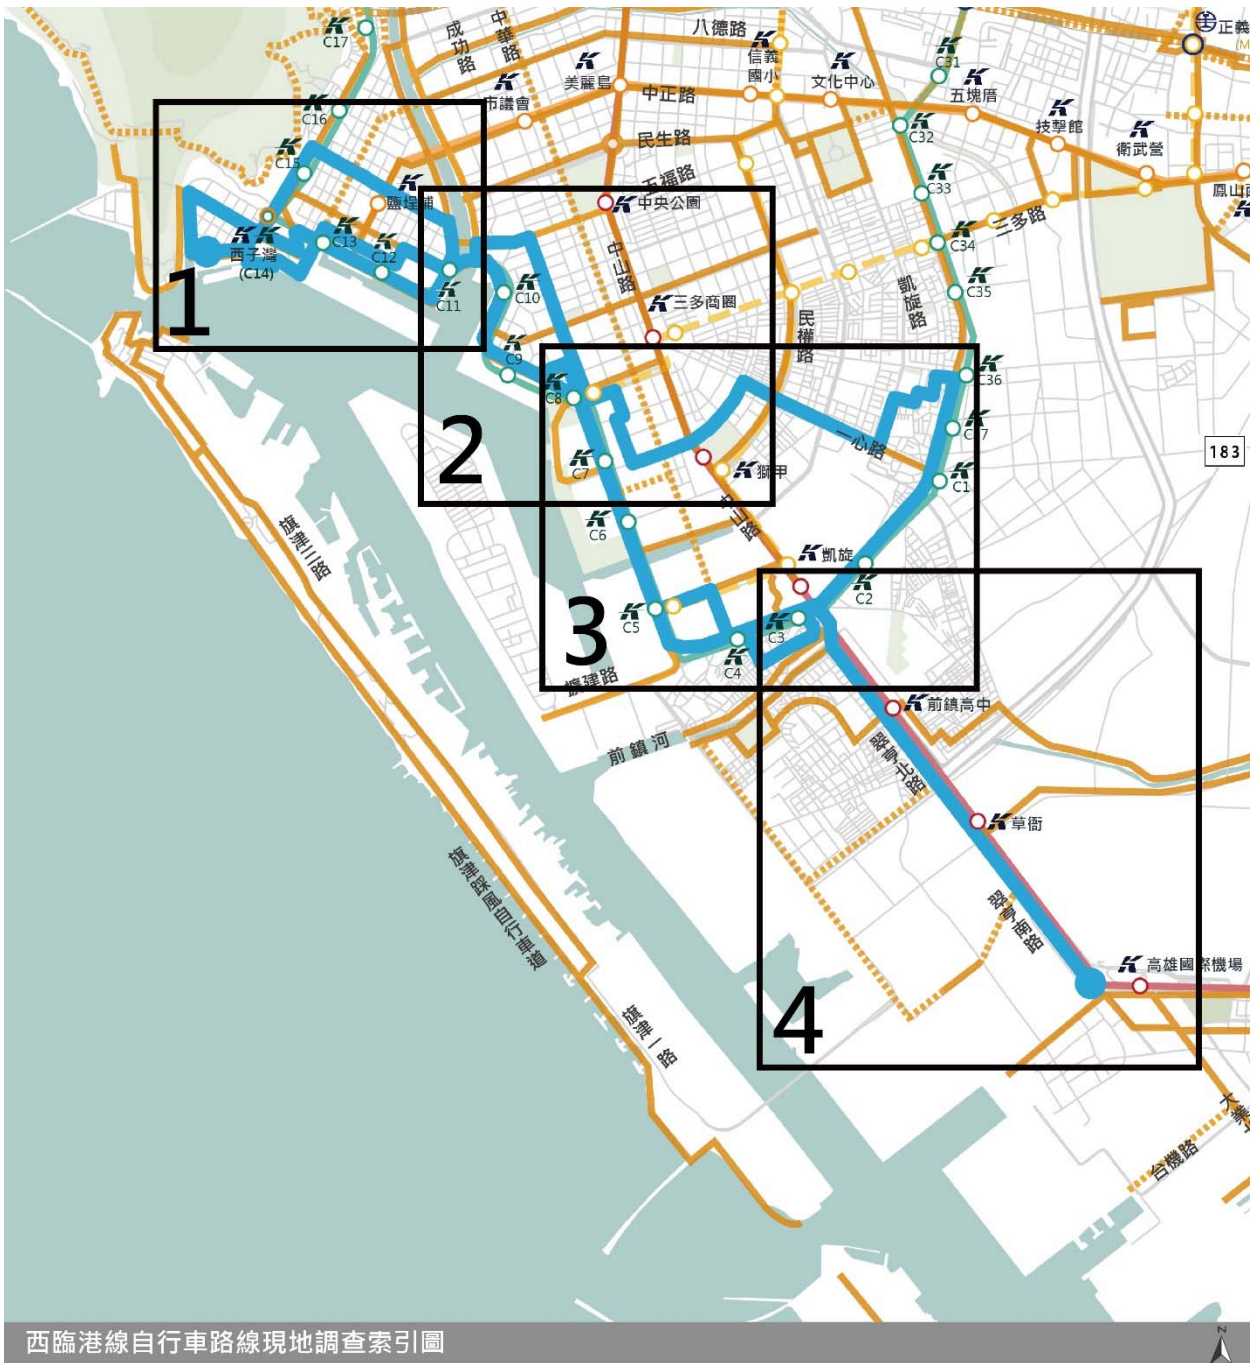 C17
成功路
中華路
八德路
信義
國小
C31
正義
美麗島
文化中心
五塊厝
市議會
中正路
技擊館
C16
C32
民生路
衛武營
C15
五福路
C33
鳳山西
鹽埕埔
中央公園
三多路
C13
中山路
C34
西子灣
(C14)
C12
C11
C10
C35
凱旋路
1
三多商圈
民權路
C9
C36
C8
一心路
C37
2
C7
獅甲
183
C1
中山路
C6
旗津三路
凱旋
C2
C5
C3
3
C4
擴建路
前鎮高中
前鎮河
翠亨北路
草衙
旗津踩風自行車道
翠亨南路
高雄國際機場
4
旗津一路
大業
台機路
西臨港線自行車路線現地調查索引圖
N